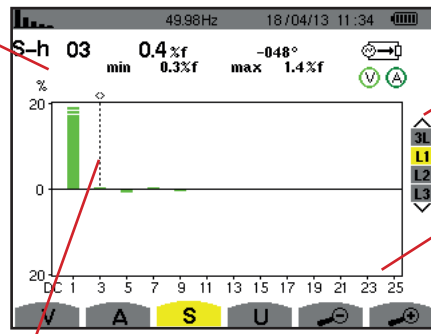 49.98Hz 18/04/13 11:34
S-h 03 0.4 %f -048°
min 0.3%f max 1.4%f
V A
%
20
0
20
3L
L1
L2
L3
DC 1 3 5 7 9 11 13 15 17 19 21 23 25
V A S U